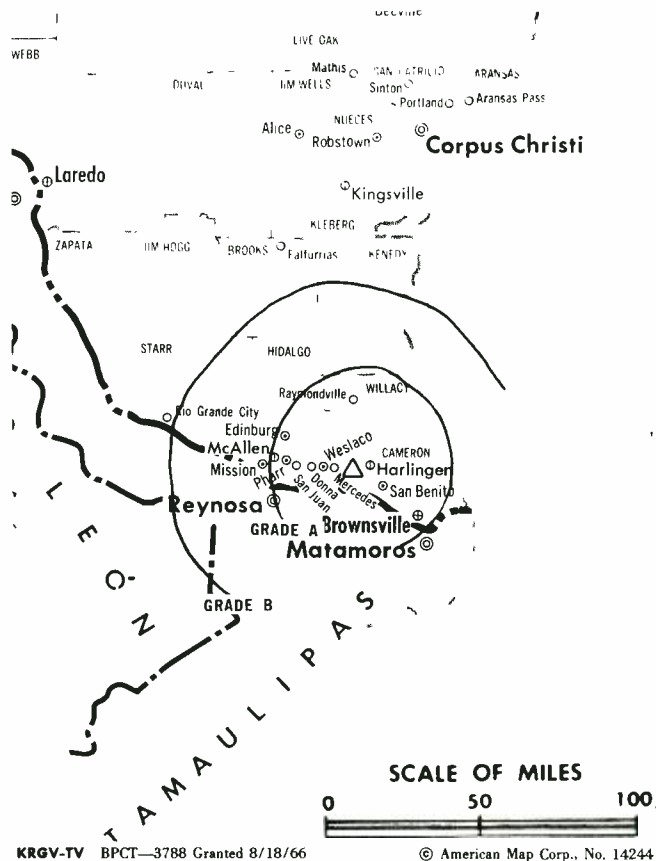 BEEVILLE
LIVE OAK
WEBB
Mathis
SAN PATRICIO
ARANSAS
DUVAL
JIM WELLS
Sinton
Portland
Aransas Pass
NUECES
Alice
Robstown
Corpus Christi
Laredo
Kingsville
KLEBERG
ZAPATA
JIM HOGG
BROOKS
Falfurrias
KENEDY
STARR
HIDALGO
Raymondville
WILLACY
Rio Grande City
Edinburg
McAllen
Weslaco
CAMERON
Mission
Harlingen
Pharr
San Juan
Donna
Mercedes
San Benito
Reynosa
GRADE A
Brownsville
Matamoros
LEON
GRADE B
TAMAULIPAS
SCALE OF MILES
0 50 100
KRGV-TV BPCT—3788 Granted 8/18/66
© American Map Corp., No. 14244